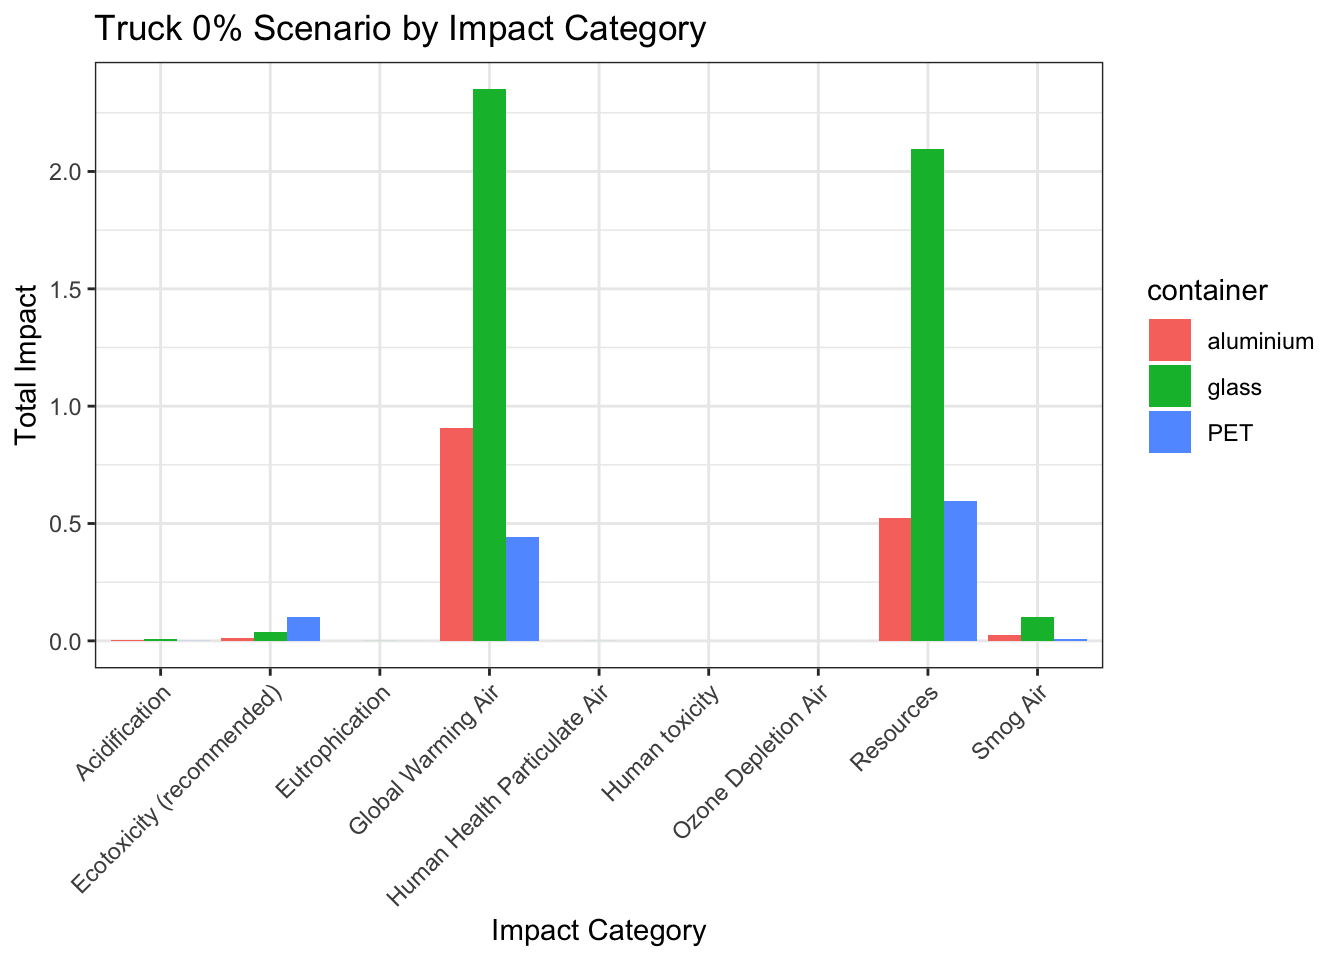 Truck 0% Scenario by Impact Category
Total Impact
2.0
1.5
1.0
0.5
0.0
Acidification
Ecotoxicity (recommended)
Eutrophication
Global Warming Air
Human Health Particulate Air
Human toxicity
Ozone Depletion Air
Resources
Smog Air
Impact Category
container
aluminium
glass
PET